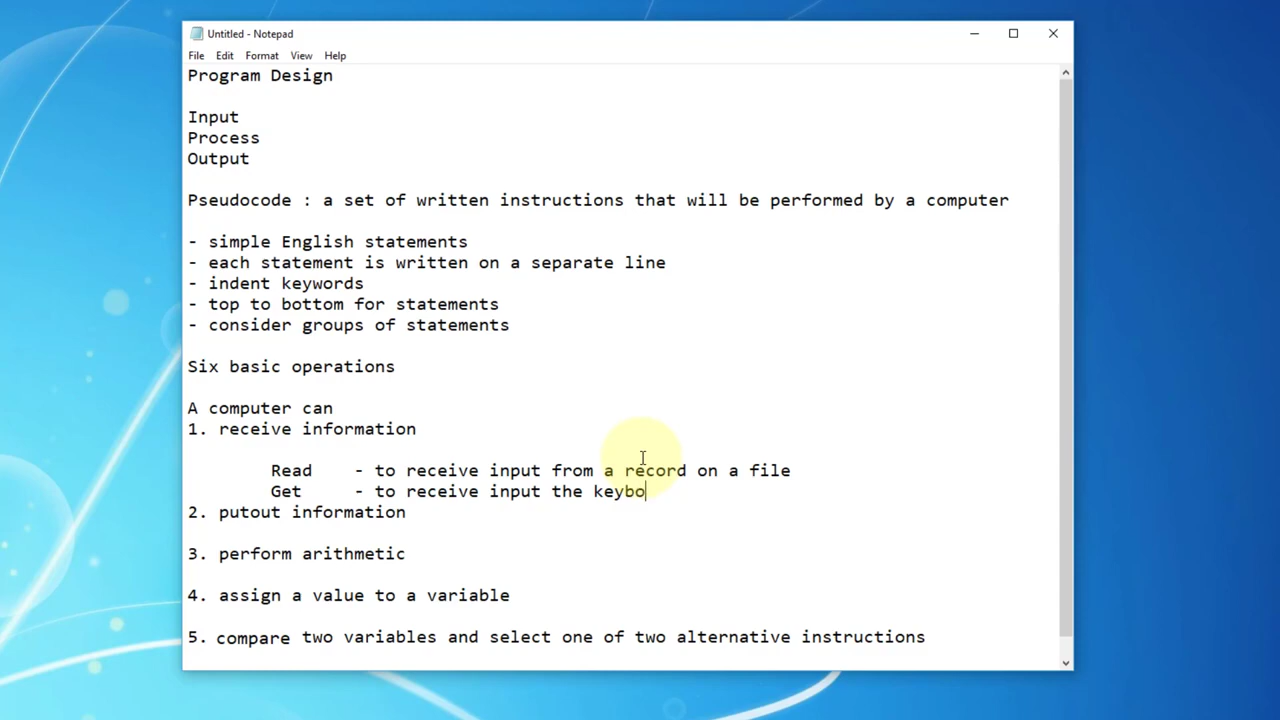 Untitled - Notepad
File Edit Format View Help
Program Design
Input
Process
Output
Pseudocode : a set of written instructions that will be performed by a computer
- simple English statements
- each statement is written on a separate line
- indent keywords
- top to bottom for statements
- consider groups of statements
Six basic operations
A computer can
1. receive information
Read - to receive input from a record on a file
Get - to receive input the keybo
2. putout information
3. perform arithmetic
4. assign a value to a variable
5. compare two variables and select one of two alternative instructions